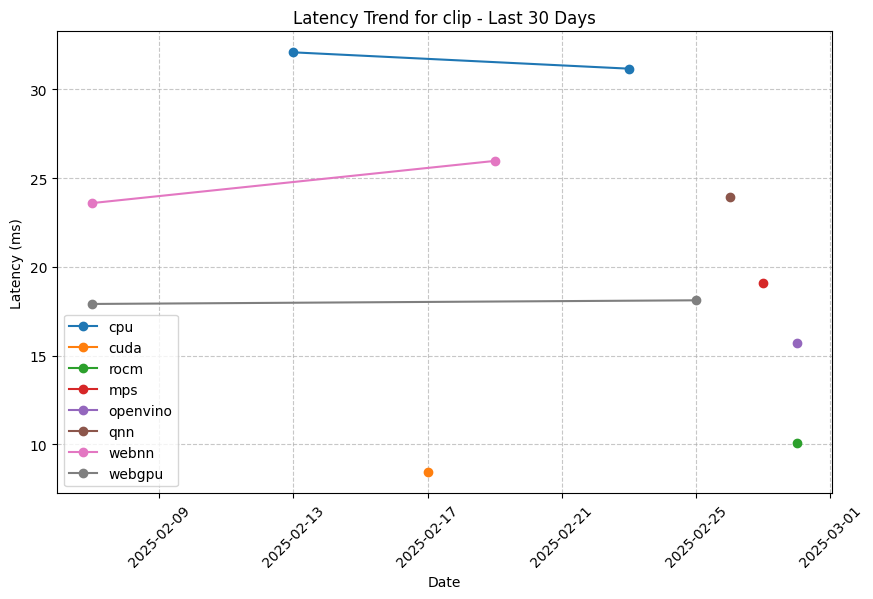 Latency Trend for clip - Last 30 Days
Latency (ms)
30
25
20
15
10
cpu
cuda
rocm
mps
openvino
qnn
webnn
webgpu
2025-02-09
2025-02-13
2025-02-17
2025-02-21
2025-02-25
2025-03-01
Date